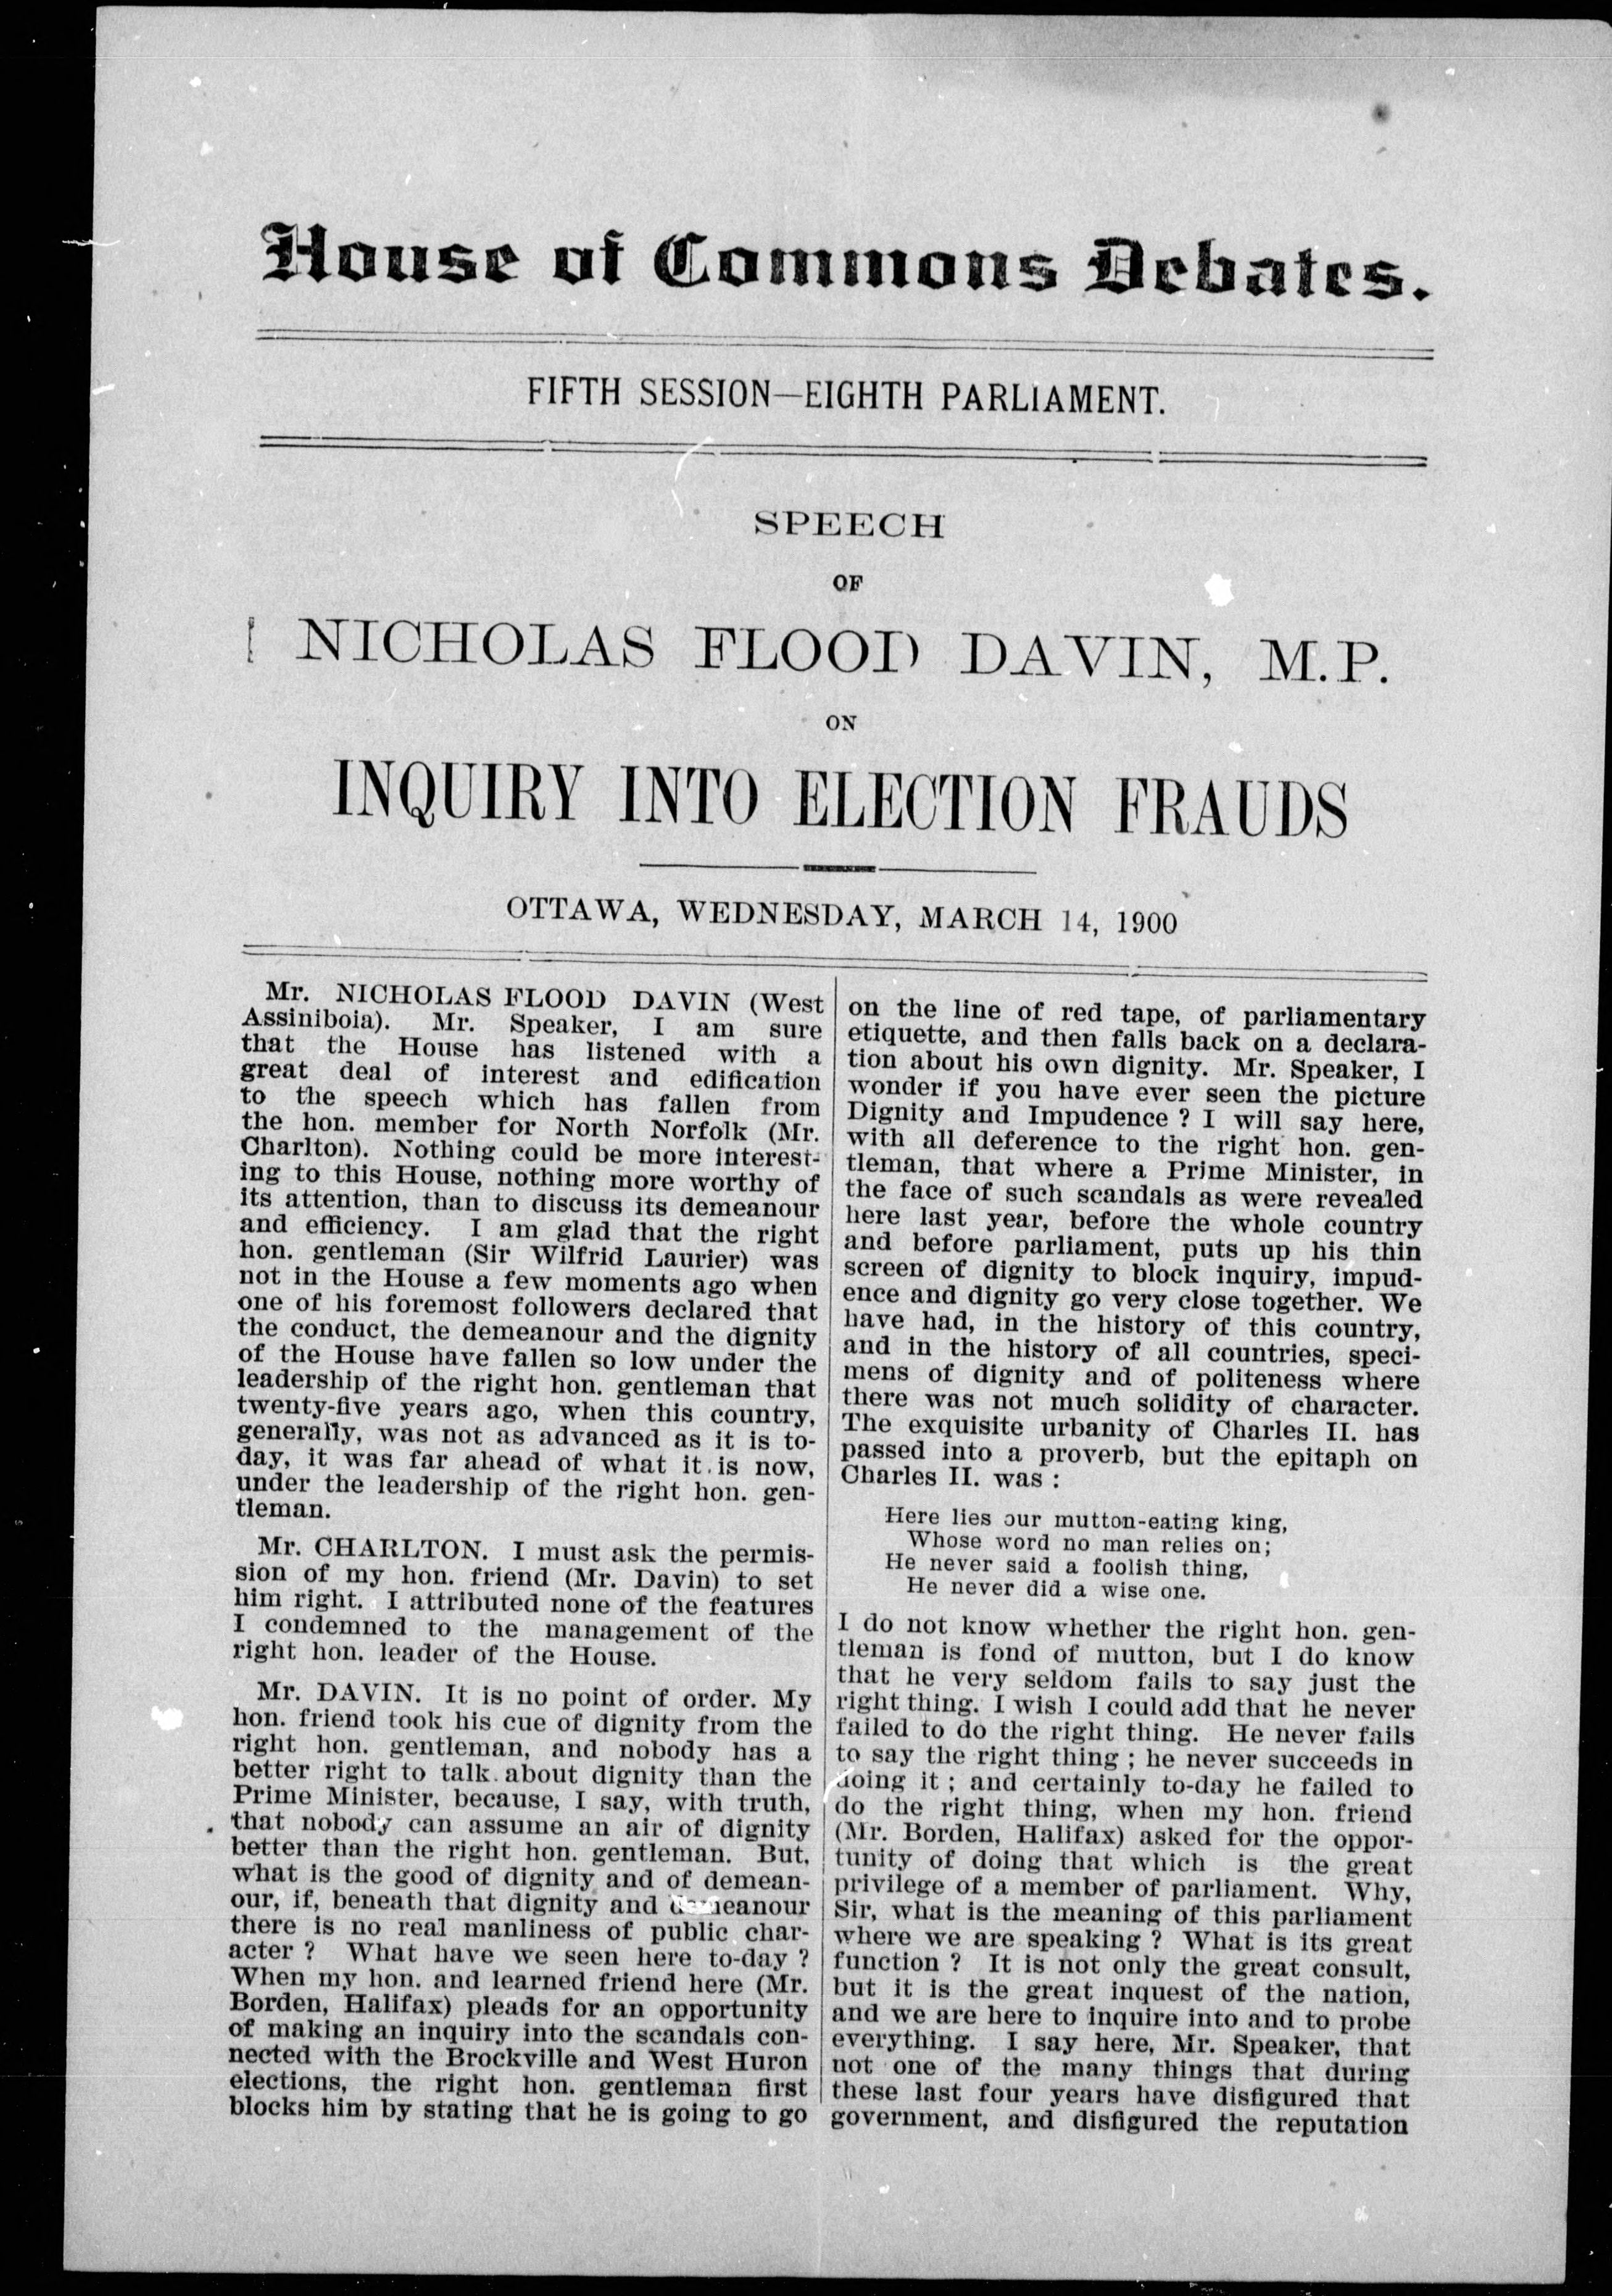 House of Commons Debates.
FIFTH SESSION—EIGHTH PARLIAMENT.
SPEECH
OF
NICHOLAS FLOOD DAVIN, M.P.
ON
INQUIRY INTO ELECTION FRAUDS
OTTAWA, WEDNESDAY, MARCH 14, 1900
Mr. NICHOLAS FLOOD DAVIN (West
Assiniboia). Mr. Speaker, I am sure
that the House has listened with a
great deal of interest and edification
to the speech which has fallen from
the hon. member for North Norfolk (Mr.
Charlton). Nothing could be more interest-
ing to this House, nothing more worthy of
its attention, than to discuss its demeanour
and efficiency. I am glad that the right
hon. gentleman (Sir Wilfrid Laurier) was
not in the House a few moments ago when
one of his foremost followers declared that
the conduct, the demeanour and the dignity
of the House have fallen so low under the
leadership of the right hon. gentleman that
twenty-five years ago, when this country,
generally, was not as advanced as it is to-
day, it was far ahead of what it is now,
under the leadership of the right hon. gen-
tleman.
Mr. CHARLTON. I must ask the permis-
sion of my hon. friend (Mr. Davin) to set
him right. I attributed none of the features
I condemned to the management of the
right hon. leader of the House.
Mr. DAVIN. It is no point of order. My
hon. friend took his cue of dignity from the
right hon. gentleman, and nobody has a
better right to talk about dignity than the
Prime Minister, because, I say, with truth,
that nobody can assume an air of dignity
better than the right hon. gentleman. But,
what is the good of dignity and of demean-
our, if, beneath that dignity and demeanour
there is no real manliness of public char-
acter ? What have we seen here to-day ?
When my hon. and learned friend here (Mr.
Borden, Halifax) pleads for an opportunity
of making an inquiry into the scandals con-
nected with the Brockville and West Huron
elections, the right hon. gentleman first
blocks him by stating that he is going to go
on the line of red tape, of parliamentary
etiquette, and then falls back on a declara-
tion about his own dignity. Mr. Speaker, I
wonder if you have ever seen the picture
Dignity and Impudence ? I will say here,
with all deference to the right hon. gen-
tleman, that where a Prime Minister, in
the face of such scandals as were revealed
here last year, before the whole country
and before parliament, puts up his thin
screen of dignity to block inquiry, impud-
ence and dignity go very close together. We
have had, in the history of this country,
and in the history of all countries, speci-
mens of dignity and of politeness where
there was not much solidity of character.
The exquisite urbanity of Charles II. has
passed into a proverb, but the epitaph on
Charles II. was :
Here lies our mutton-eating king,
Whose word no man relies on;
He never said a foolish thing,
He never did a wise one.
I do not know whether the right hon. gen-
tleman is fond of mutton, but I do know
that he very seldom fails to say just the
right thing. I wish I could add that he never
failed to do the right thing. He never fails
to say the right thing ; he never succeeds in
doing it ; and certainly to-day he failed to
do the right thing, when my hon. friend
(Mr. Borden, Halifax) asked for the oppor-
tunity of doing that which is the great
privilege of a member of parliament. Why,
Sir, what is the meaning of this parliament
where we are speaking ? What is its great
function ? It is not only the great consult,
but it is the great inquest of the nation,
and we are here to inquire into and to probe
everything. I say here, Mr. Speaker, that
not one of the many things that during
these last four years have disfigured that
government, and disfigured the reputation